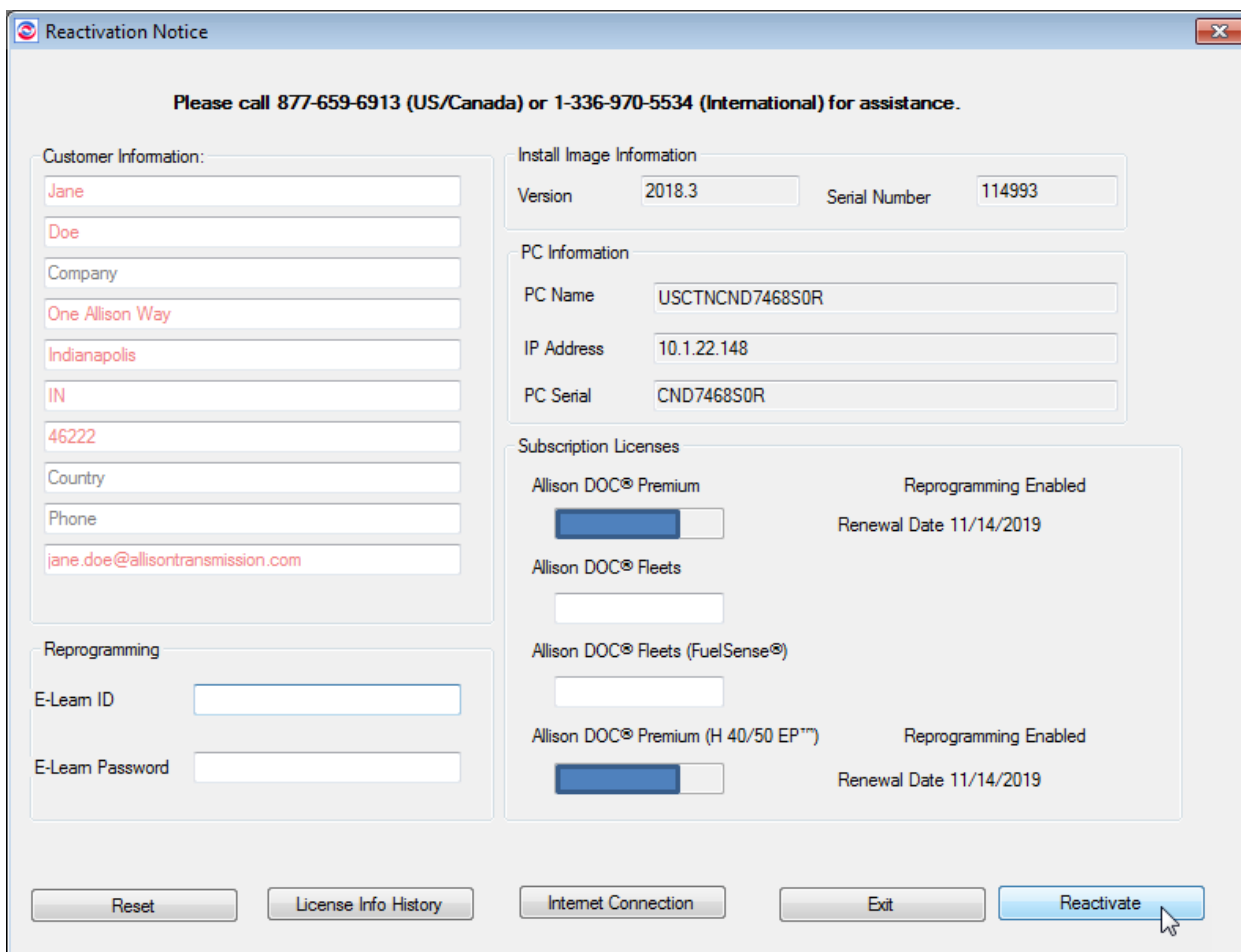 Reactivation Notice
Please call 877-659-6913 (US/Canada) or 1-336-970-5534 (International) for assistance.
Customer Information:
Jane
Doe
Company
One Allison Way
Indianapolis
IN
46222
Country
Phone
jane.doe@allisontransmission.com
Reprogramming
E-Learn ID
E-Learn Password
Install Image Information
Version 2018.3 Serial Number 114993
PC Information
PC Name USCTNCND7468S0R
IP Address 10.1.22.148
PC Serial CND7468S0R
Subscription Licenses
Allison DOC® Premium Reprogramming Enabled
Renewal Date 11/14/2019
Allison DOC® Fleets
Allison DOC® Fleets (FuelSense®)
Allison DOC® Premium (H 40/50 EP™) Reprogramming Enabled
Renewal Date 11/14/2019
Reset License Info History Internet Connection Exit Reactivate